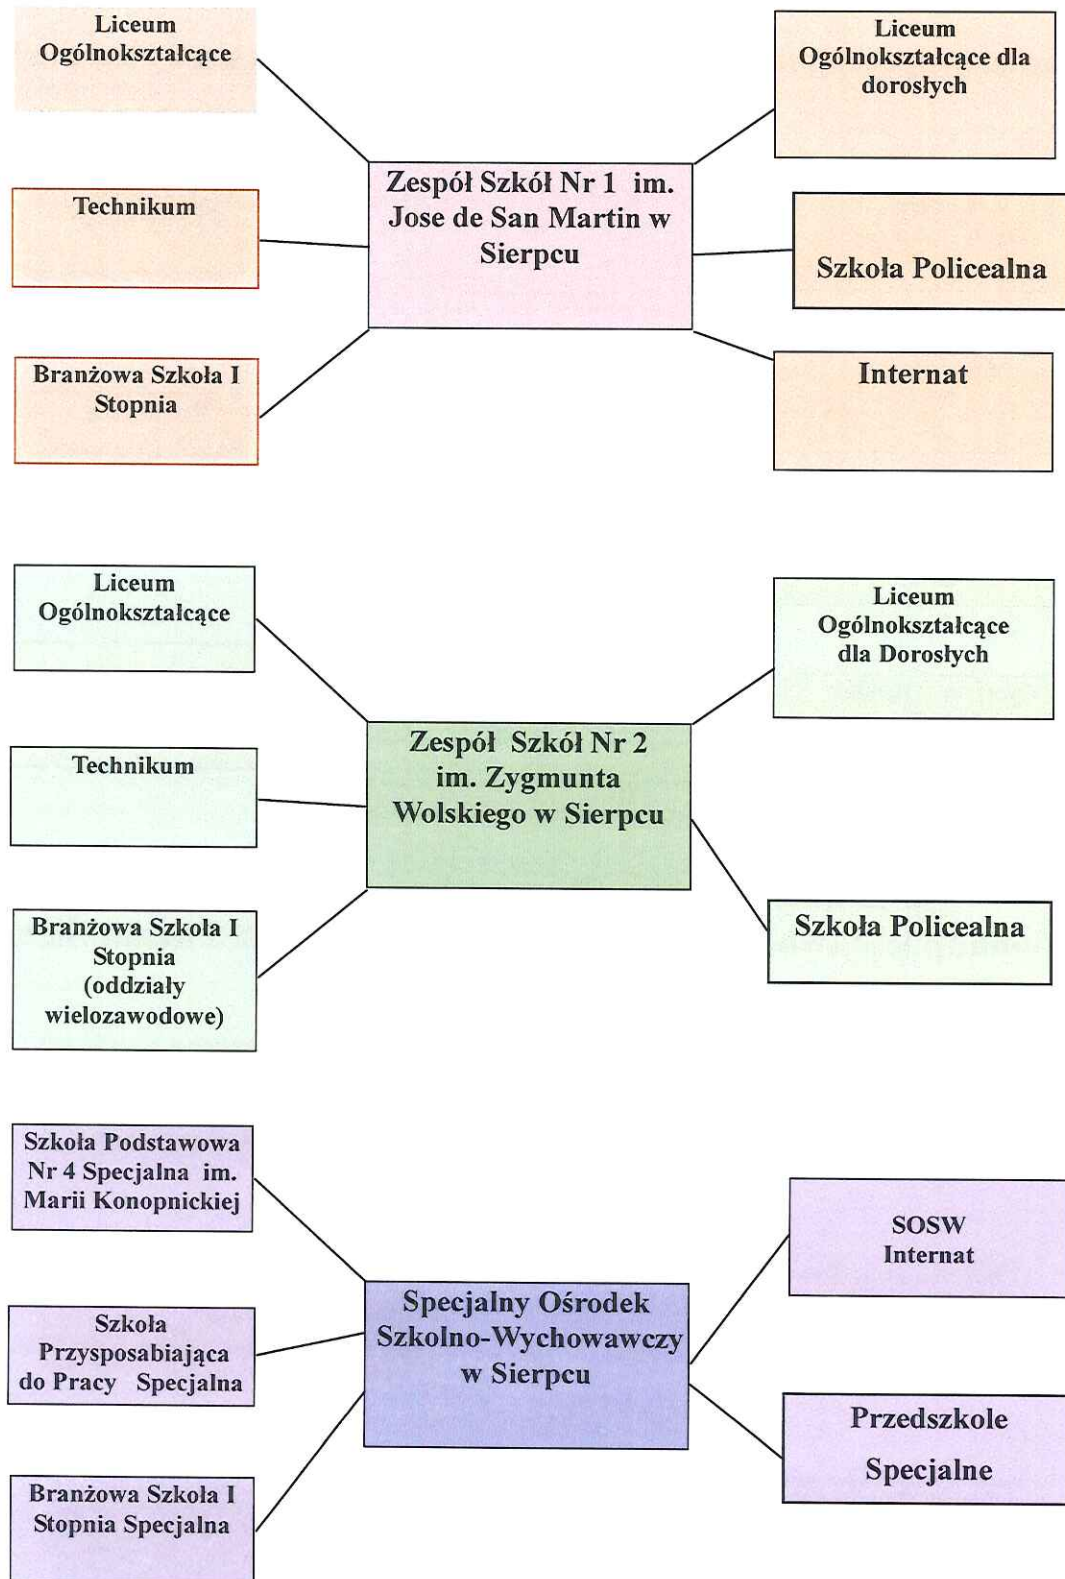 Liceum
Ogólnokształcące
Technikum
Branżowa Szkoła I
Stopnia
Zespół Szkół Nr 1 im.
Jose de San Martin w
Sierpcu
Liceum
Ogólnokształcące dla
dorosłych
Szkoła Policealna
Internat
Liceum
Ogólnokształcące
Technikum
Branżowa Szkoła I
Stopnia
(oddziały
wielozawodowe)
Zespół Szkół Nr 2
im. Zygmunta
Wolskiego w Sierpcu
Liceum
Ogólnokształcące
dla Dorosłych
Szkoła Policealna
Szkoła Podstawowa
Nr 4 Specjalna im.
Marii Konopnickiej
Szkoła
Przysposabiająca
do Pracy Specjalna
Branżowa Szkoła I
Stopnia Specjalna
Specjalny Ośrodek
Szkolno-Wychowawczy
w Sierpcu
SOSW
Internat
Przedszkole
Specjalne